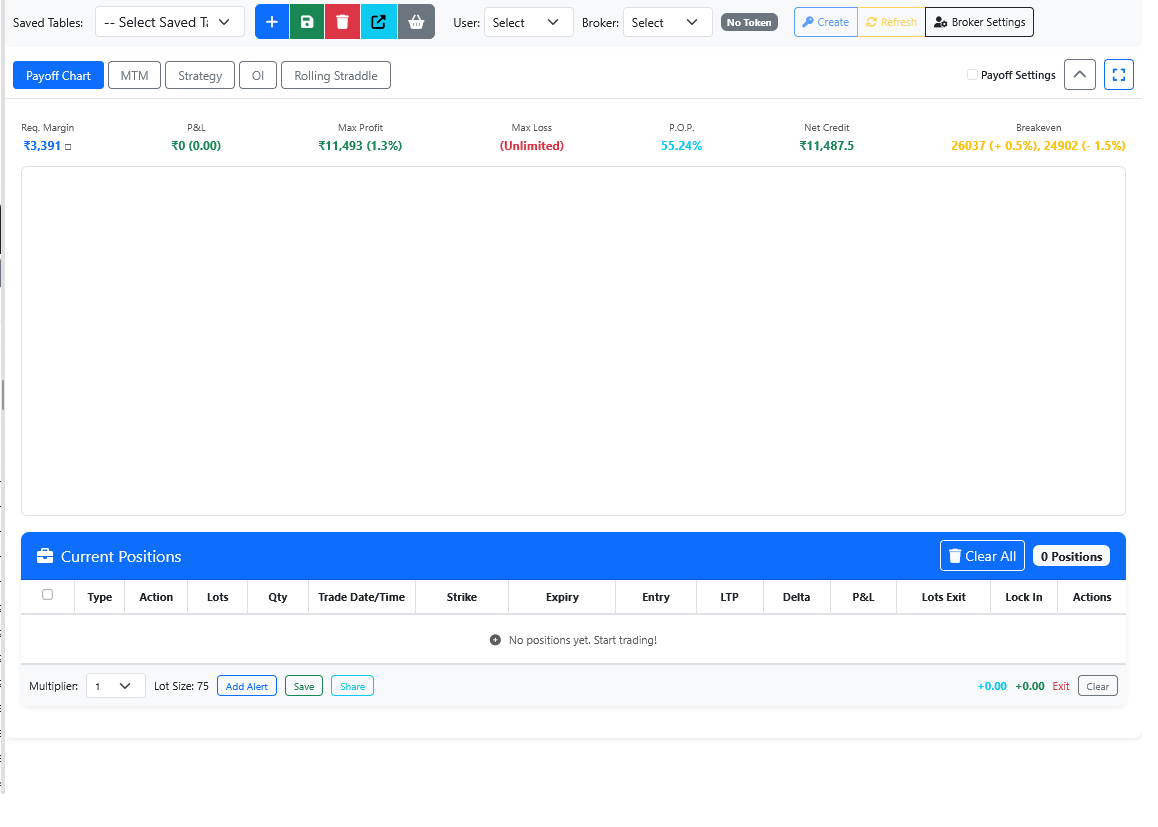 Saved Tables: -- Select Saved Ta User: Select Broker: Select No Token Create Refresh Broker Settings
Payoff Chart MTM Strategy OI Rolling Straddle Payoff Settings
Req. Margin P&L Max Profit Max Loss P.O.P. Net Credit Breakeven
₹3,391 ₹0 (0.00) ₹11,493 (1.3%) (Unlimited) 55.24% ₹11,487.5 26037 (+ 0.5%), 24902 (- 1.5%)
Current Positions Clear All 0 Positions
Type Action Lots Qty Trade Date/Time Strike Expiry Entry LTP Delta P&L Lots Exit Lock In Actions
No positions yet. Start trading!
Multiplier: 1 Lot Size: 75 Add Alert Save Share +0.00 +0.00 Exit Clear